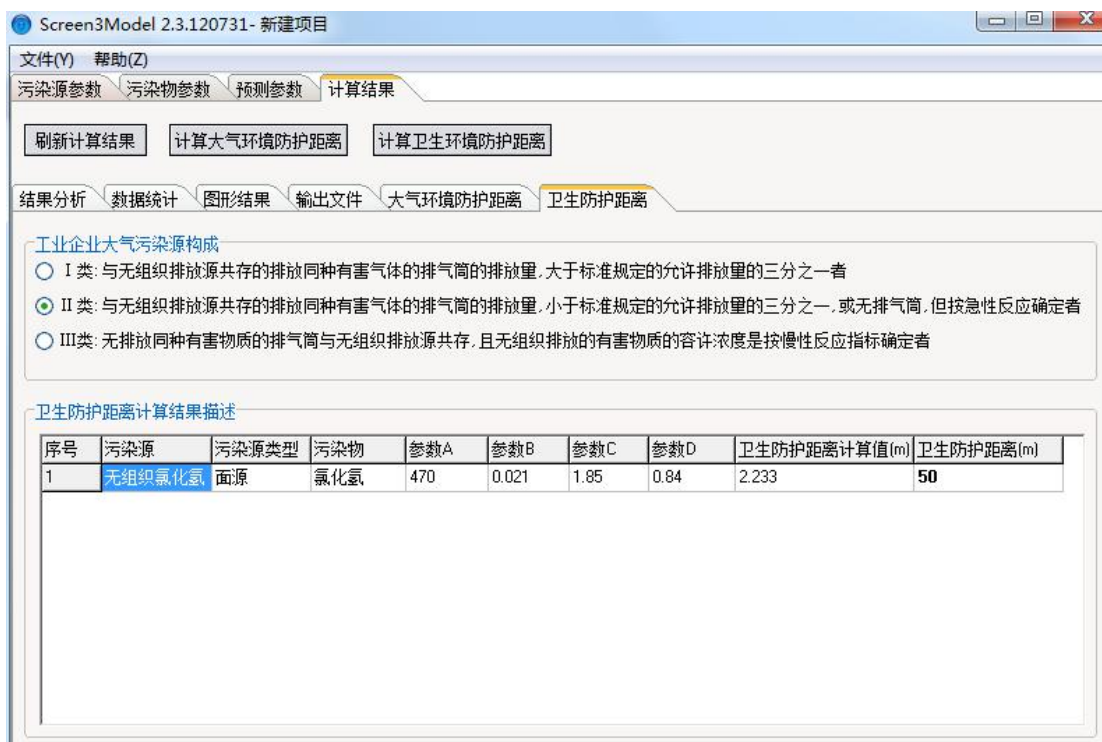 Screen3Model 2.3.120731- 新建项目
文件(Y) 帮助(Z)
污染源参数 污染物参数 预测参数 计算结果
刷新计算结果 计算大气环境防护距离 计算卫生环境防护距离
结果分析 数据统计 图形结果 输出文件 大气环境防护距离 卫生防护距离
工业企业大气污染源构成
I 类: 与无组织排放源共存的排放同种有害气体的排气筒的排放量,大于标准规定的允许排放量的三分之一者
II 类: 与无组织排放源共存的排放同种有害气体的排气筒的排放量,小于标准规定的允许排放量的三分之一,或无排气筒,但按急性反应确定者
III类: 无排放同种有害物质的排气筒与无组织排放源共存,且无组织排放的有害物质的容许浓度是按慢性反应指标确定者
卫生防护距离计算结果描述
序号 污染源 污染源类型 污染物 参数A 参数B 参数C 参数D 卫生防护距离计算值(m) 卫生防护距离(m)
1 无组织氯化氢 面源 氯化氢 470 0.021 1.85 0.84 2.233 50